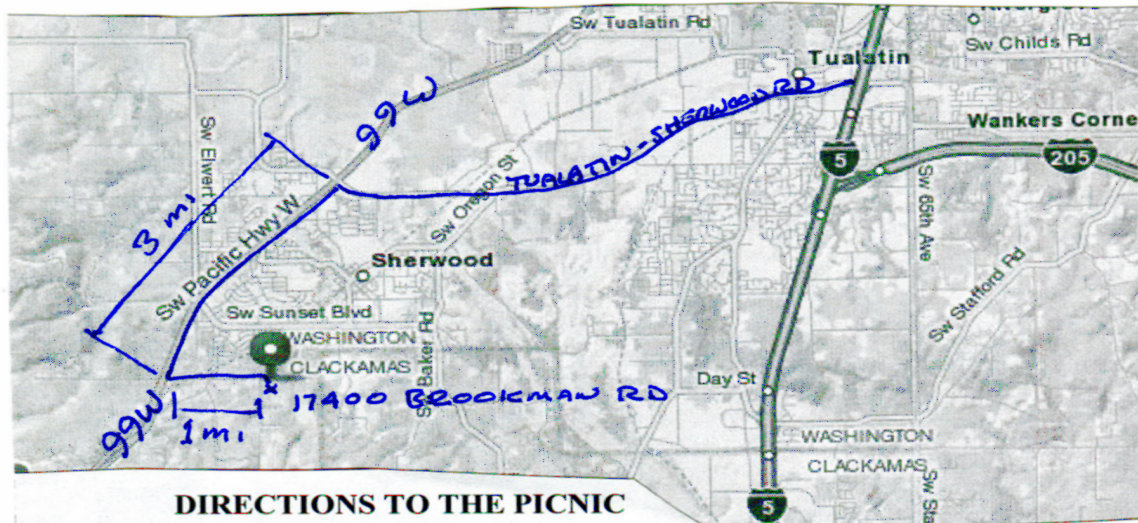 Rivergrove
Sw Tualatin Rd
Sw Childs Rd
Tualatin
99W
TUALATIN-SHERWOOD RD
Wankers Corne
5
205
Sw Elwert Rd
3 mi
Sw Oregon St
Sw 65th Ave
Sw Pacific Hwy W
Sherwood
Sw Stafford Rd
Sw Sunset Blvd
WASHINGTON
CLACKAMAS
Baker Rd
Day St
x 17400 BROOKMAN RD
99W
1 mi
WASHINGTON
CLACKAMAS
Sw Sta
5
DIRECTIONS TO THE PICNIC